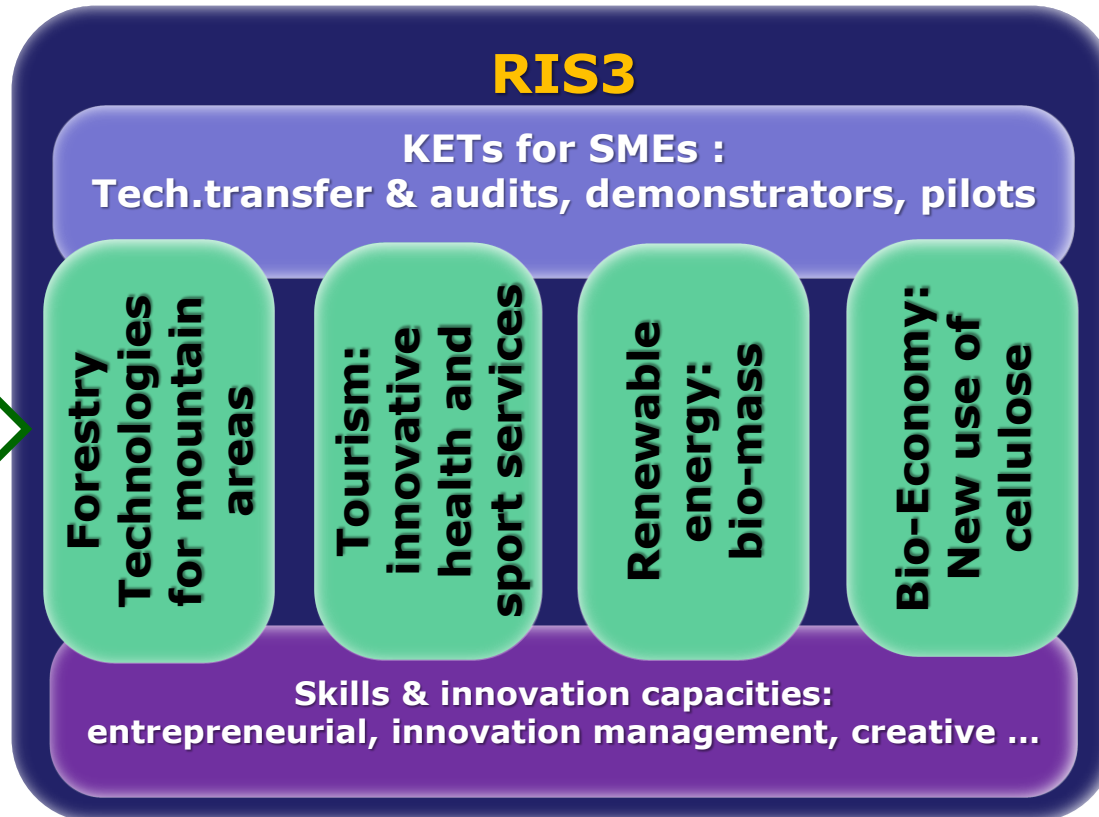 RIS3
KETs for SMEs :
Tech.transfer & audits, demonstrators, pilots
Forestry
Technologies
for mountain
areas
Tourism:
innovative
health and
sport services
Renewable
energy:
bio-mass
Bio-Economy:
New use of
cellulose
Skills & innovation capacities:
entrepreneurial, innovation management, creative ...